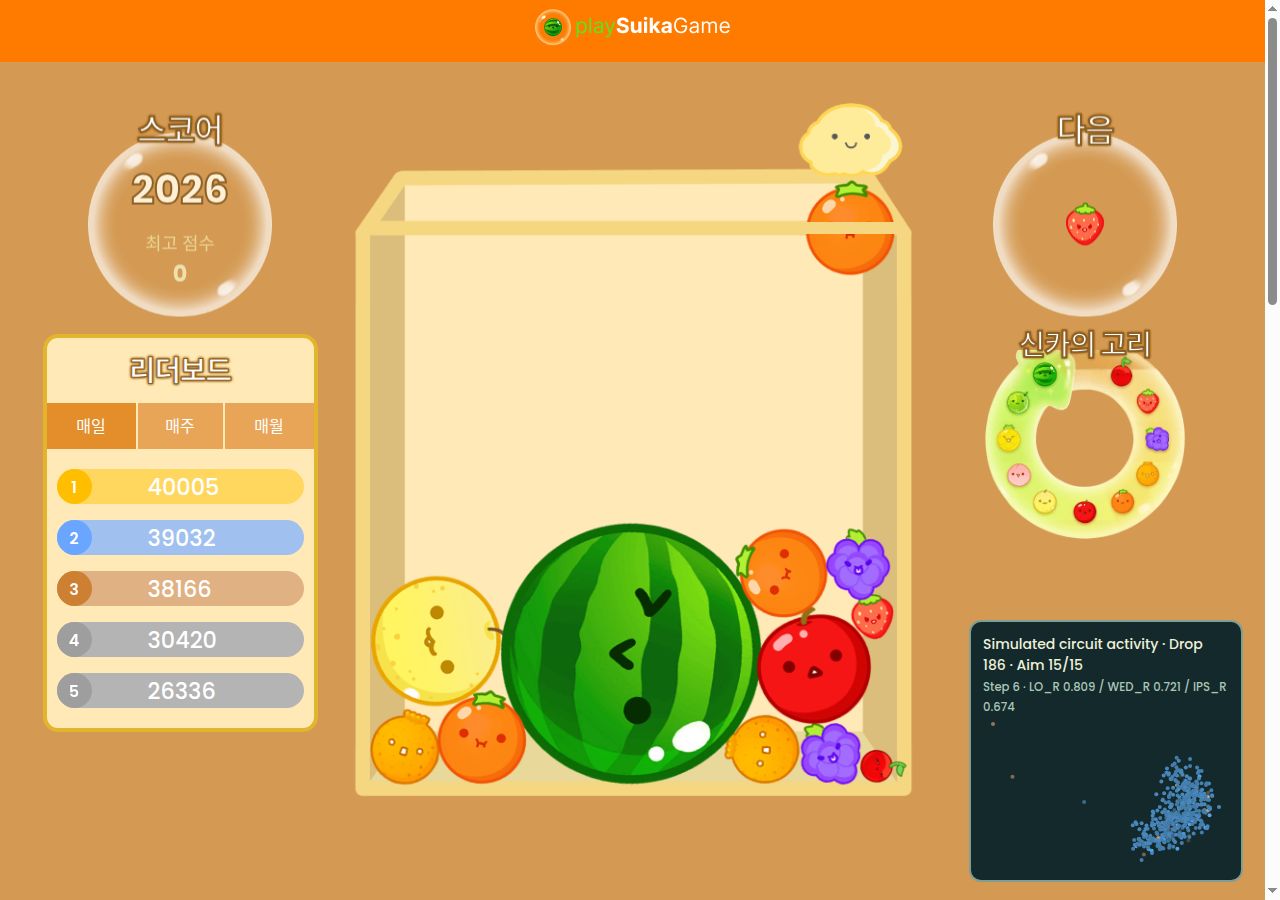 playSuikaGame
스코어
2026
최고 점수
0
리더보드
매일 매주 매월
1 40005
2 39032
3 38166
4 30420
5 26336
다음
신카의 고리
Simulated circuit activity · Drop
186 · Aim 15/15
Step 6 · LO_R 0.809 / WED_R 0.721 / IPS_R
0.674